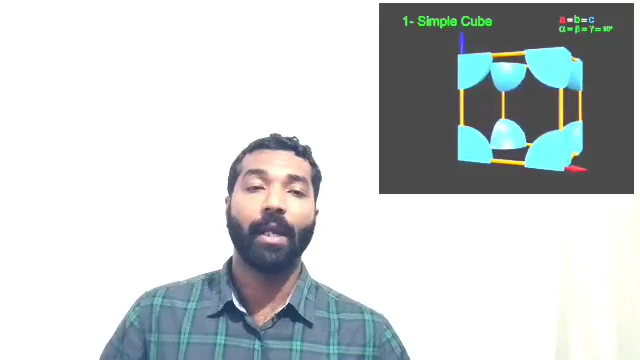 1- Simple Cube
a=b=c
α = β = γ = 90°